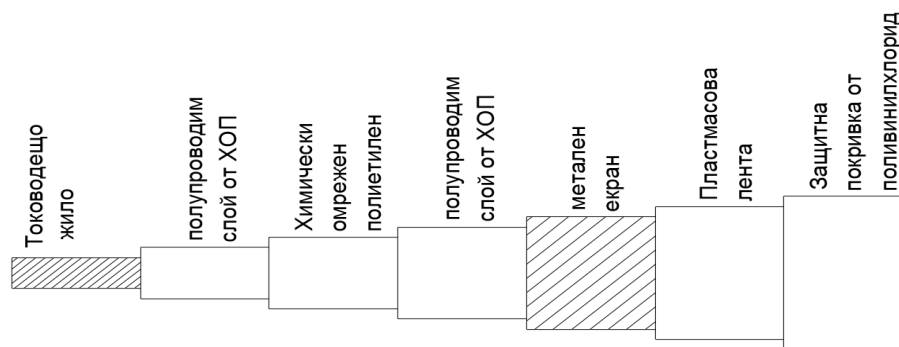 Тоководещо
жило
полупроводим
слой от ХОП
Химически
омрежен
полиетилен
полупроводим
слой от ХОП
метален
екран
Пластмасова
лента
Защитна
покривка от
поливинилхлорид